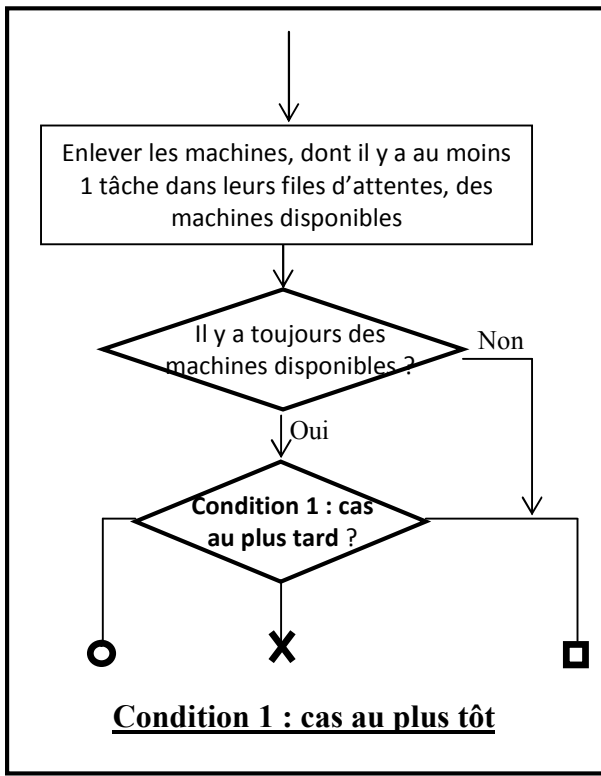 Enlever les machines, dont il y a au moins
1 tâche dans leurs files d'attentes, des
machines disponibles
Il y a toujours des
machines disponibles ?
Non
Oui
Condition 1 : cas
au plus tard ?
Condition 1 : cas au plus tôt